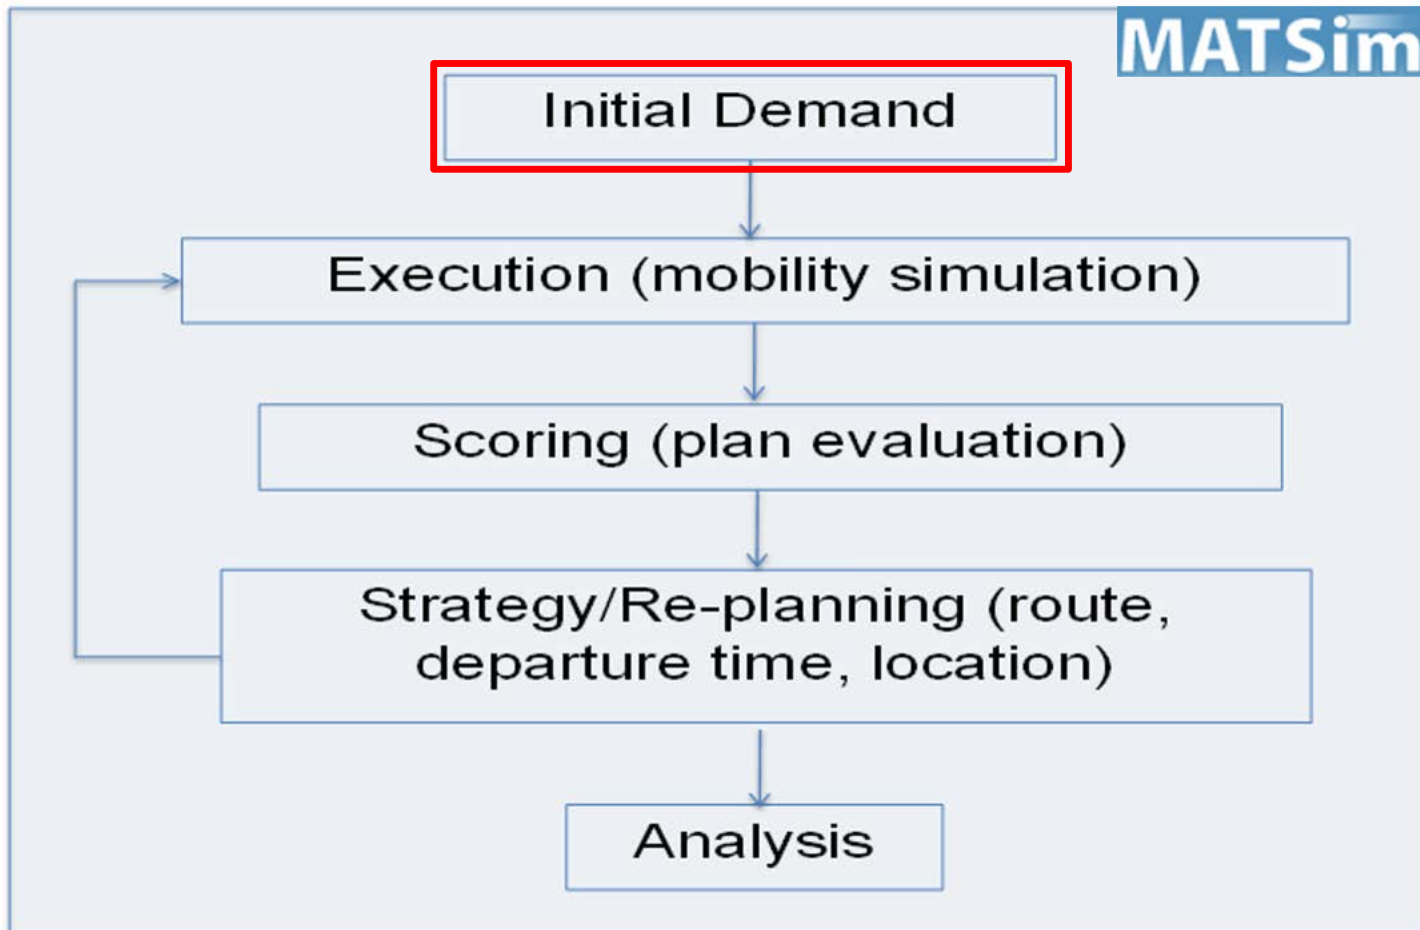 MATSim
Initial Demand
Execution (mobility simulation)
Scoring (plan evaluation)
Strategy/Re-planning (route,
departure time, location)
Analysis